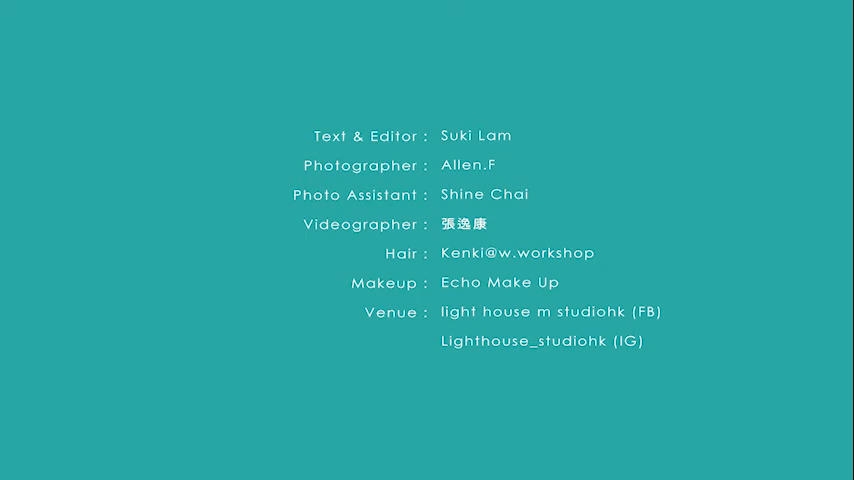 Text & Editor : Suki Lam
Photographer : Allen.F
Photo Assistant : Shine Chai
Videographer : 張逸康
Hair : Kenki@w.workshop
Makeup : Echo Make Up
Venue : light house m studiohk (FB)
Lighthouse_studiohk (IG)